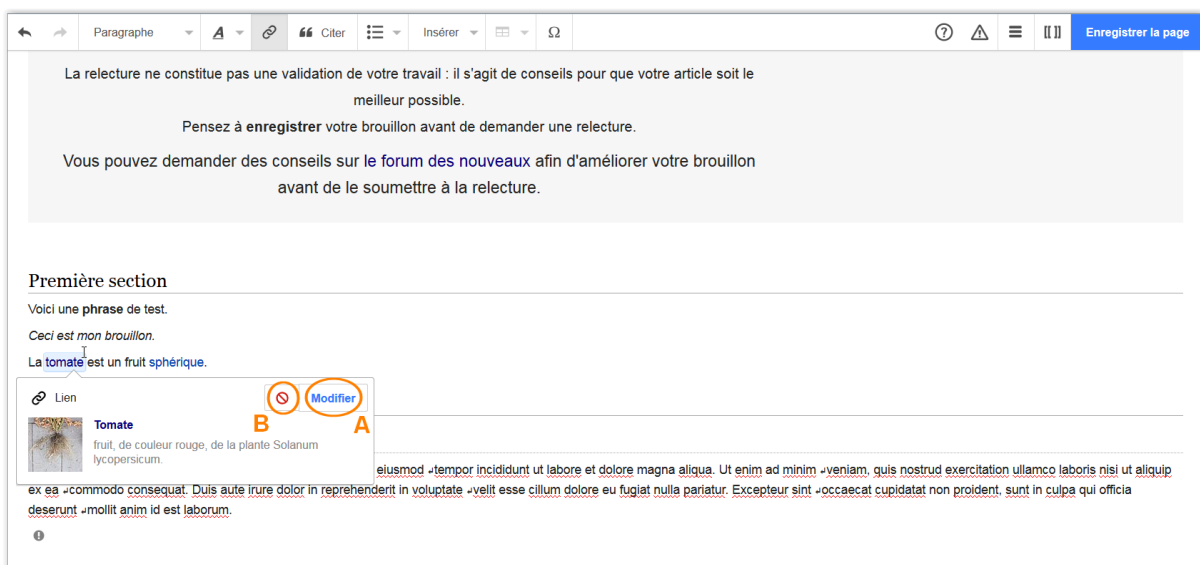 Paragraphe A Citer Insérer Ω ? [[ ]] Enregistrer la page
La relecture ne constitue pas une validation de votre travail : il s'agit de conseils pour que votre article soit le
meilleur possible.
Pensez à enregistrer votre brouillon avant de demander une relecture.
Vous pouvez demander des conseils sur le forum des nouveaux afin d'améliorer votre brouillon
avant de le soumettre à la relecture.
Première section
Voici une phrase de test.
Ceci est mon brouillon.
La tomate est un fruit sphérique.
Lien Modifier
B A
Tomate
fruit, de couleur rouge, de la plante Solanum
lycopersicum.
eiusmod ↵tempor incididunt ut labore et dolore magna aliqua. Ut enim ad minim ↵veniam, quis nostrud exercitation ullamco laboris nisi ut aliquip
ex ea ↵commodo consequat. Duis aute irure dolor in reprehenderit in voluptate ↵velit esse cillum dolore eu fugiat nulla pariatur. Excepteur sint ↵occaecat cupidatat non proident, sunt in culpa qui officia
deserunt ↵mollit anim id est laborum.